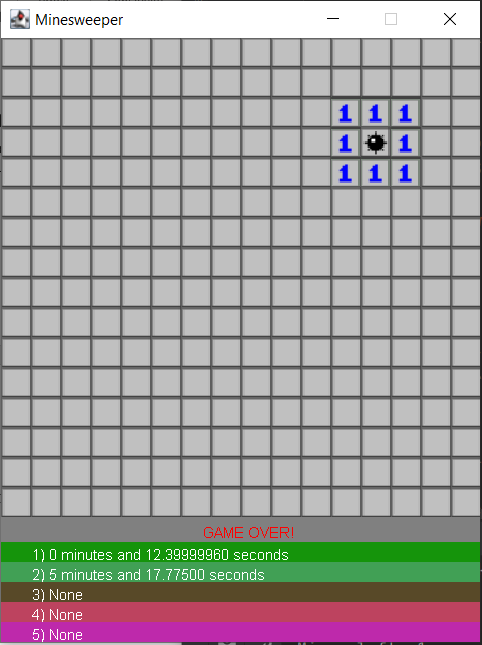 Minesweeper
1 1 1
1 1
1 1 1
GAME OVER!
1) 0 minutes and 12.39999960 seconds
2) 5 minutes and 17.77500 seconds
3) None
4) None
5) None